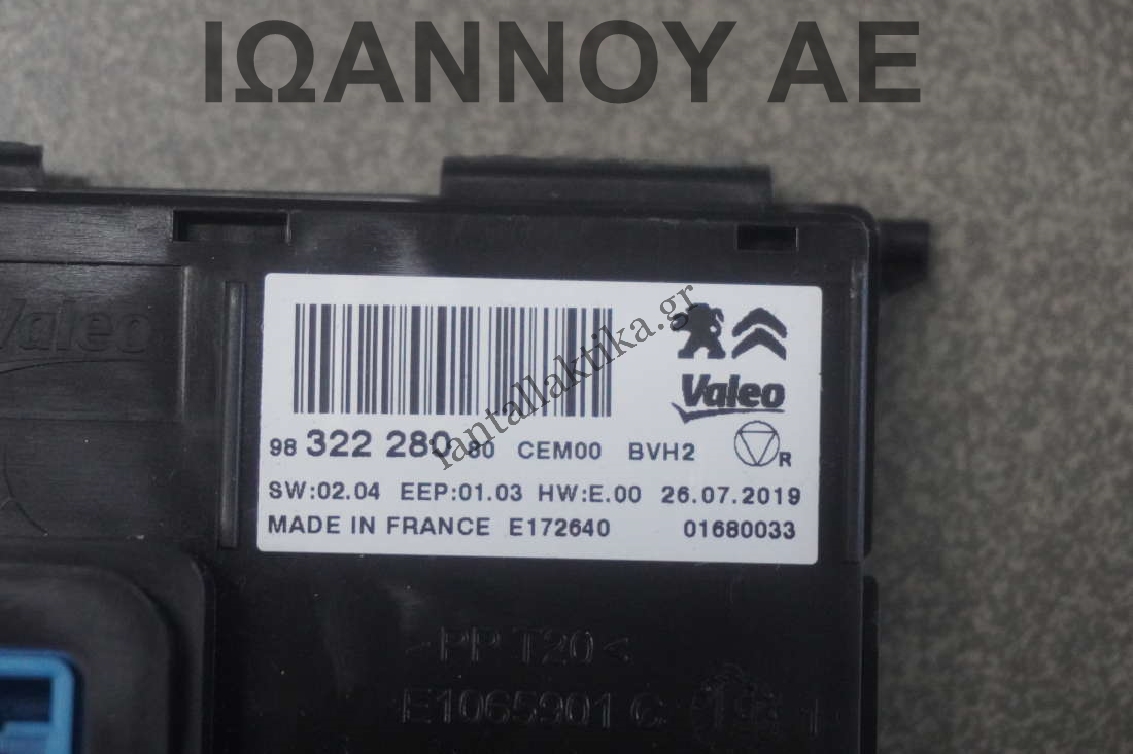 ΙΩΑΝΝΟΥ ΑΕ
Valeo
iantallaktika.gr
Valeo
98 322 280 80 CEM00 BVH2 R
SW:02.04 EEP:01.03 HW:E.00 26.07.2019
MADE IN FRANCE E172640 01680033
>PP T20<
E1065901 C